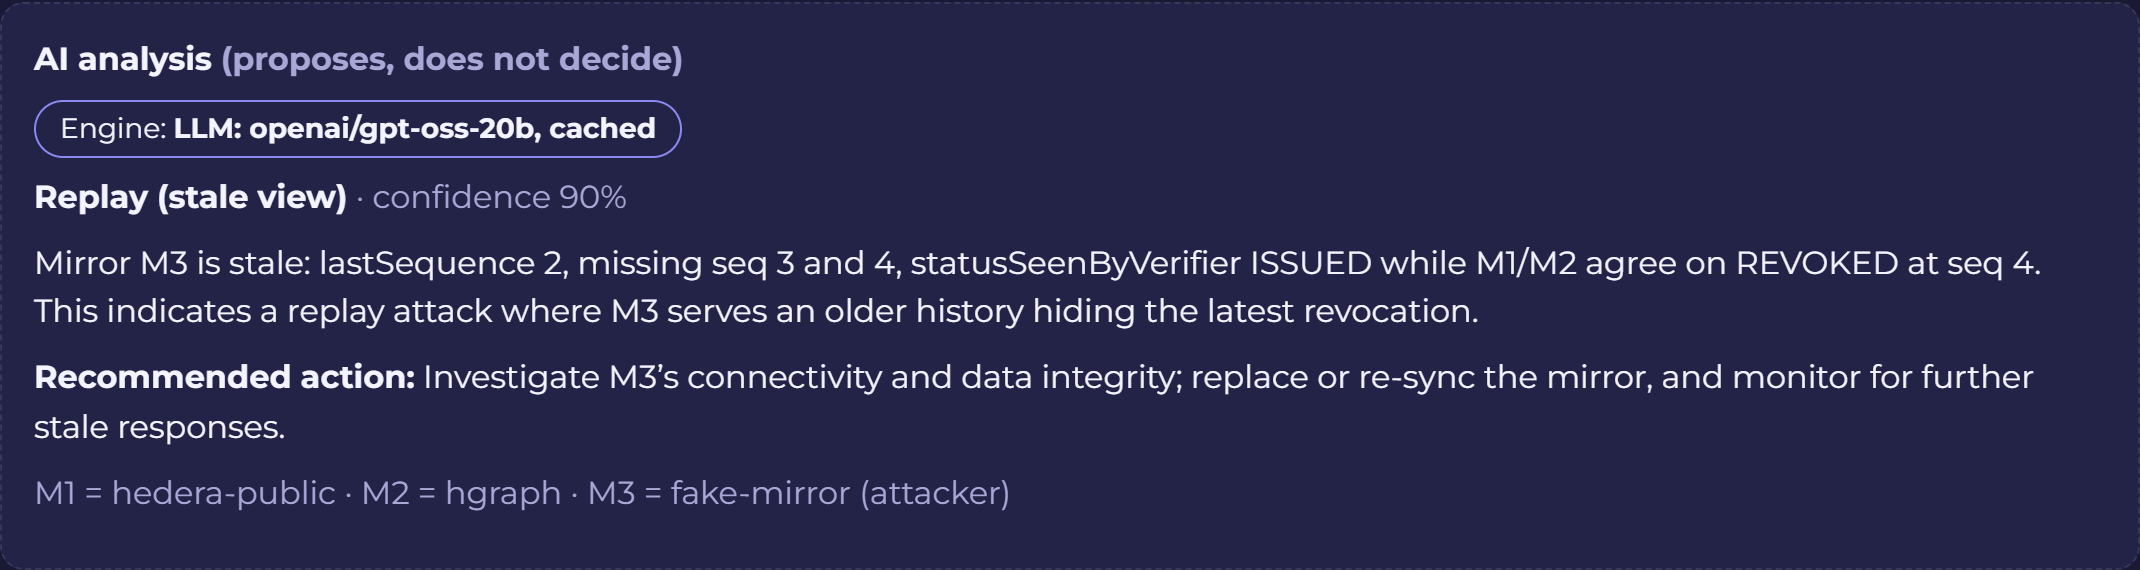 AI analysis (proposes, does not decide)
Engine: LLM: openai/gpt-oss-20b, cached
Replay (stale view) · confidence 90%
Mirror M3 is stale: lastSequence 2, missing seq 3 and 4, statusSeenByVerifier ISSUED while M1/M2 agree on REVOKED at seq 4.
This indicates a replay attack where M3 serves an older history hiding the latest revocation.
Recommended action: Investigate M3’s connectivity and data integrity; replace or re-sync the mirror, and monitor for further
stale responses.
M1 = hedera-public · M2 = hgraph · M3 = fake-mirror (attacker)